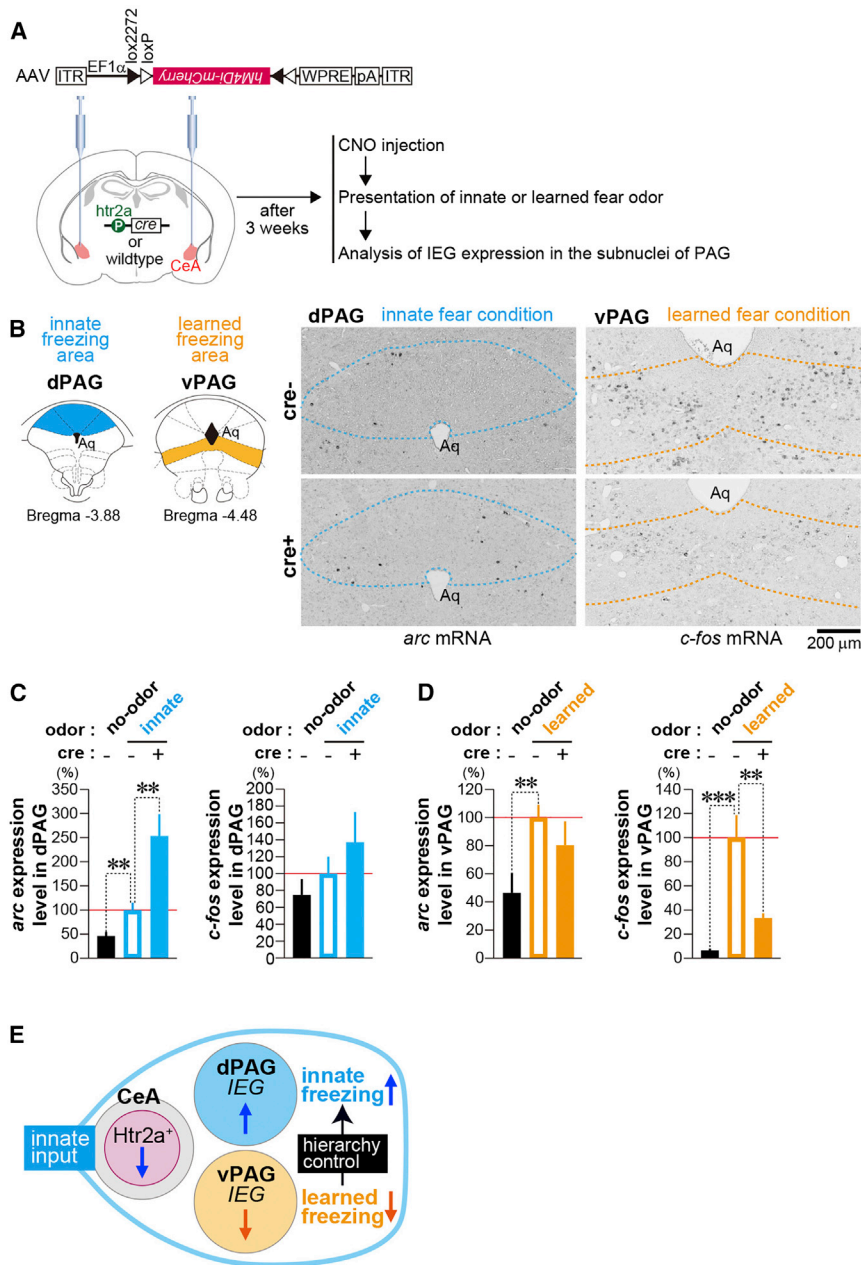 A
lox2272
loxP
EF1α
AAV ITR hM4Di-mCherry WPRE pA ITR
CNO injection
Presentation of innate or learned fear odor
Analysis of IEG expression in the subnuclei of PAG
htr2a
P cre
or
wildtype
CeA
after
3 weeks
B
innate
freezing
area
dPAG
Aq
Bregma -3.88
learned
freezing
area
vPAG
Aq
Bregma -4.48
dPAG innate fear condition
vPAG learned fear condition
cre-
Aq
Aq
cre+
Aq
Aq
arc mRNA
c-fos mRNA
200 μm
C
no-odor
innate
odor :
cre : - - +
(%)
350
300
250
200
150
100
50
0
** **
arc expression
level in dPAG
no-odor
innate
- - +
(%)
200
180
160
140
120
100
80
60
40
20
0
c-fos expression
level in dPAG
D
no-odor
learned
odor :
cre : - - +
(%)
120
100
80
60
40
20
0
**
arc expression
level in vPAG
no-odor
learned
- - +
(%)
140
120
100
80
60
40
20
0
*** **
c-fos expression
level in vPAG
E
innate
input
CeA
Htr2a+
dPAG
IEG
vPAG
IEG
innate
freezing
hierarchy
control
learned
freezing